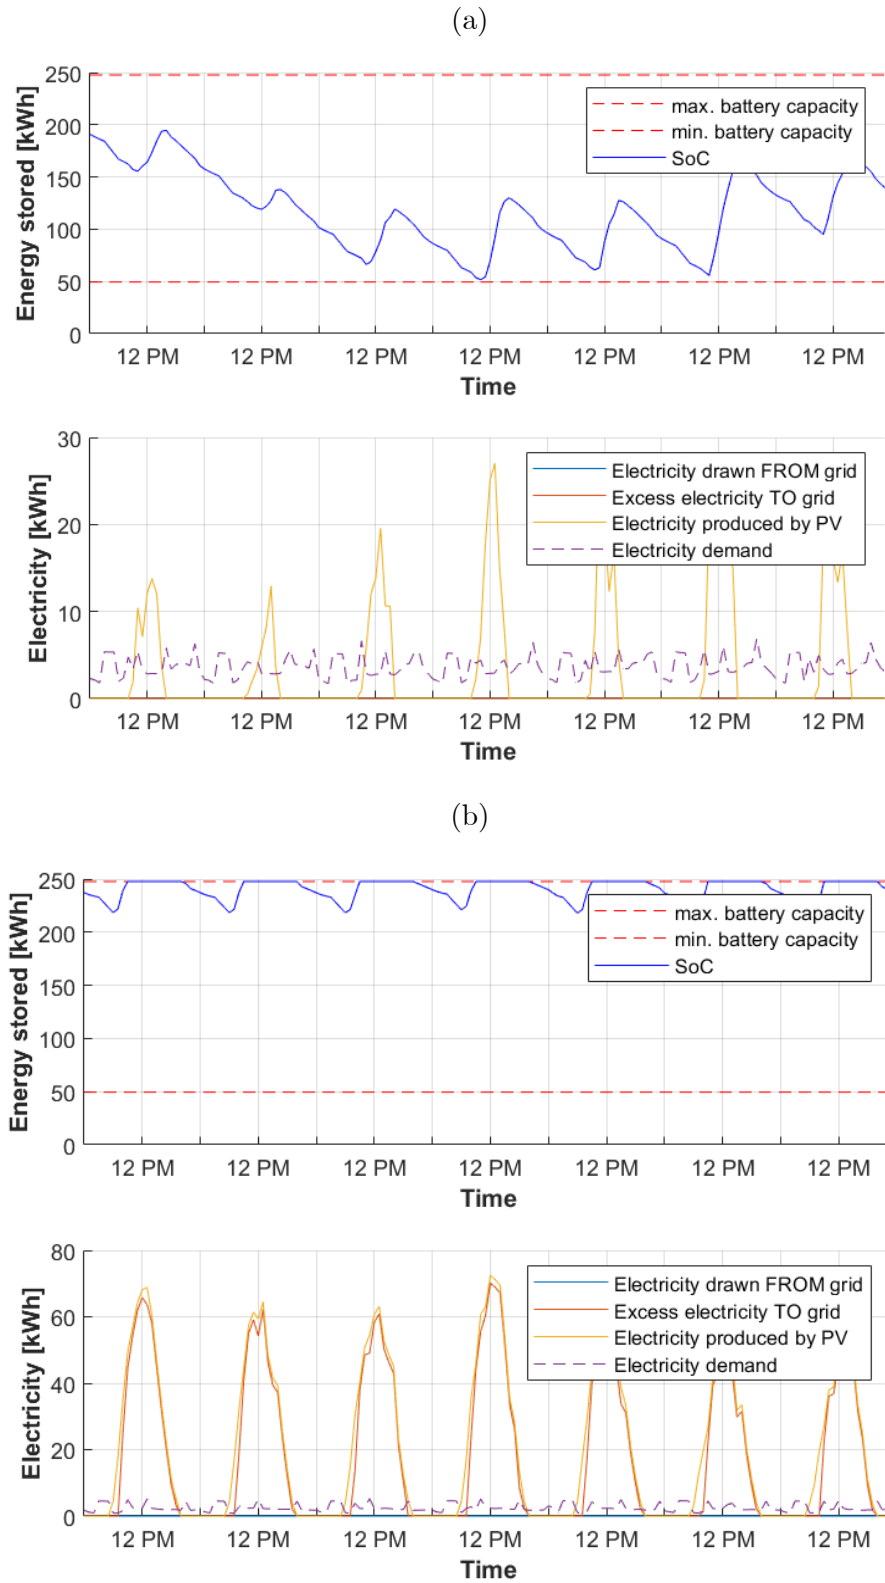 (a)
Energy stored [kWh]
250
200
150
100
50
0
max. battery capacity
min. battery capacity
SoC
12 PM 12 PM 12 PM 12 PM 12 PM 12 PM 12 PM
Time
Electricity [kWh]
30
20
10
0
Electricity drawn FROM grid
Excess electricity TO grid
Electricity produced by PV
Electricity demand
12 PM 12 PM 12 PM 12 PM 12 PM 12 PM 12 PM
Time
(b)
Energy stored [kWh]
250
200
150
100
50
0
max. battery capacity
min. battery capacity
SoC
12 PM 12 PM 12 PM 12 PM 12 PM 12 PM 12 PM
Time
Electricity [kWh]
80
60
40
20
0
Electricity drawn FROM grid
Excess electricity TO grid
Electricity produced by PV
Electricity demand
12 PM 12 PM 12 PM 12 PM 12 PM 12 PM 12 PM
Time